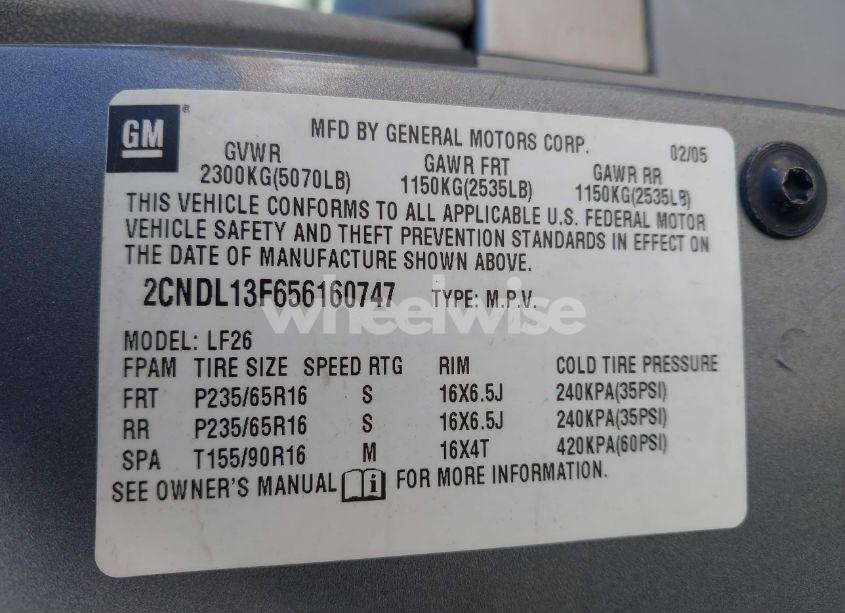 GM ®
MFD BY GENERAL MOTORS CORP. 02/05
GVWR GAWR FRT GAWR RR
2300KG(5070LB) 1150KG(2535LB) 1150KG(2535LB)
THIS VEHICLE CONFORMS TO ALL APPLICABLE U.S. FEDERAL MOTOR
VEHICLE SAFETY AND THEFT PREVENTION STANDARDS IN EFFECT ON
THE DATE OF MANUFACTURE SHOWN ABOVE.
2CNDL13F656160747 TYPE: M.P.V.
wheelwise
MODEL: LF26
FPAM TIRE SIZE SPEED RTG RIM COLD TIRE PRESSURE
FRT P235/65R16 S 16X6.5J 240KPA(35PSI)
RR P235/65R16 S 16X6.5J 240KPA(35PSI)
SPA T155/90R16 M 16X4T 420KPA(60PSI)
SEE OWNER'S MANUAL i FOR MORE INFORMATION.